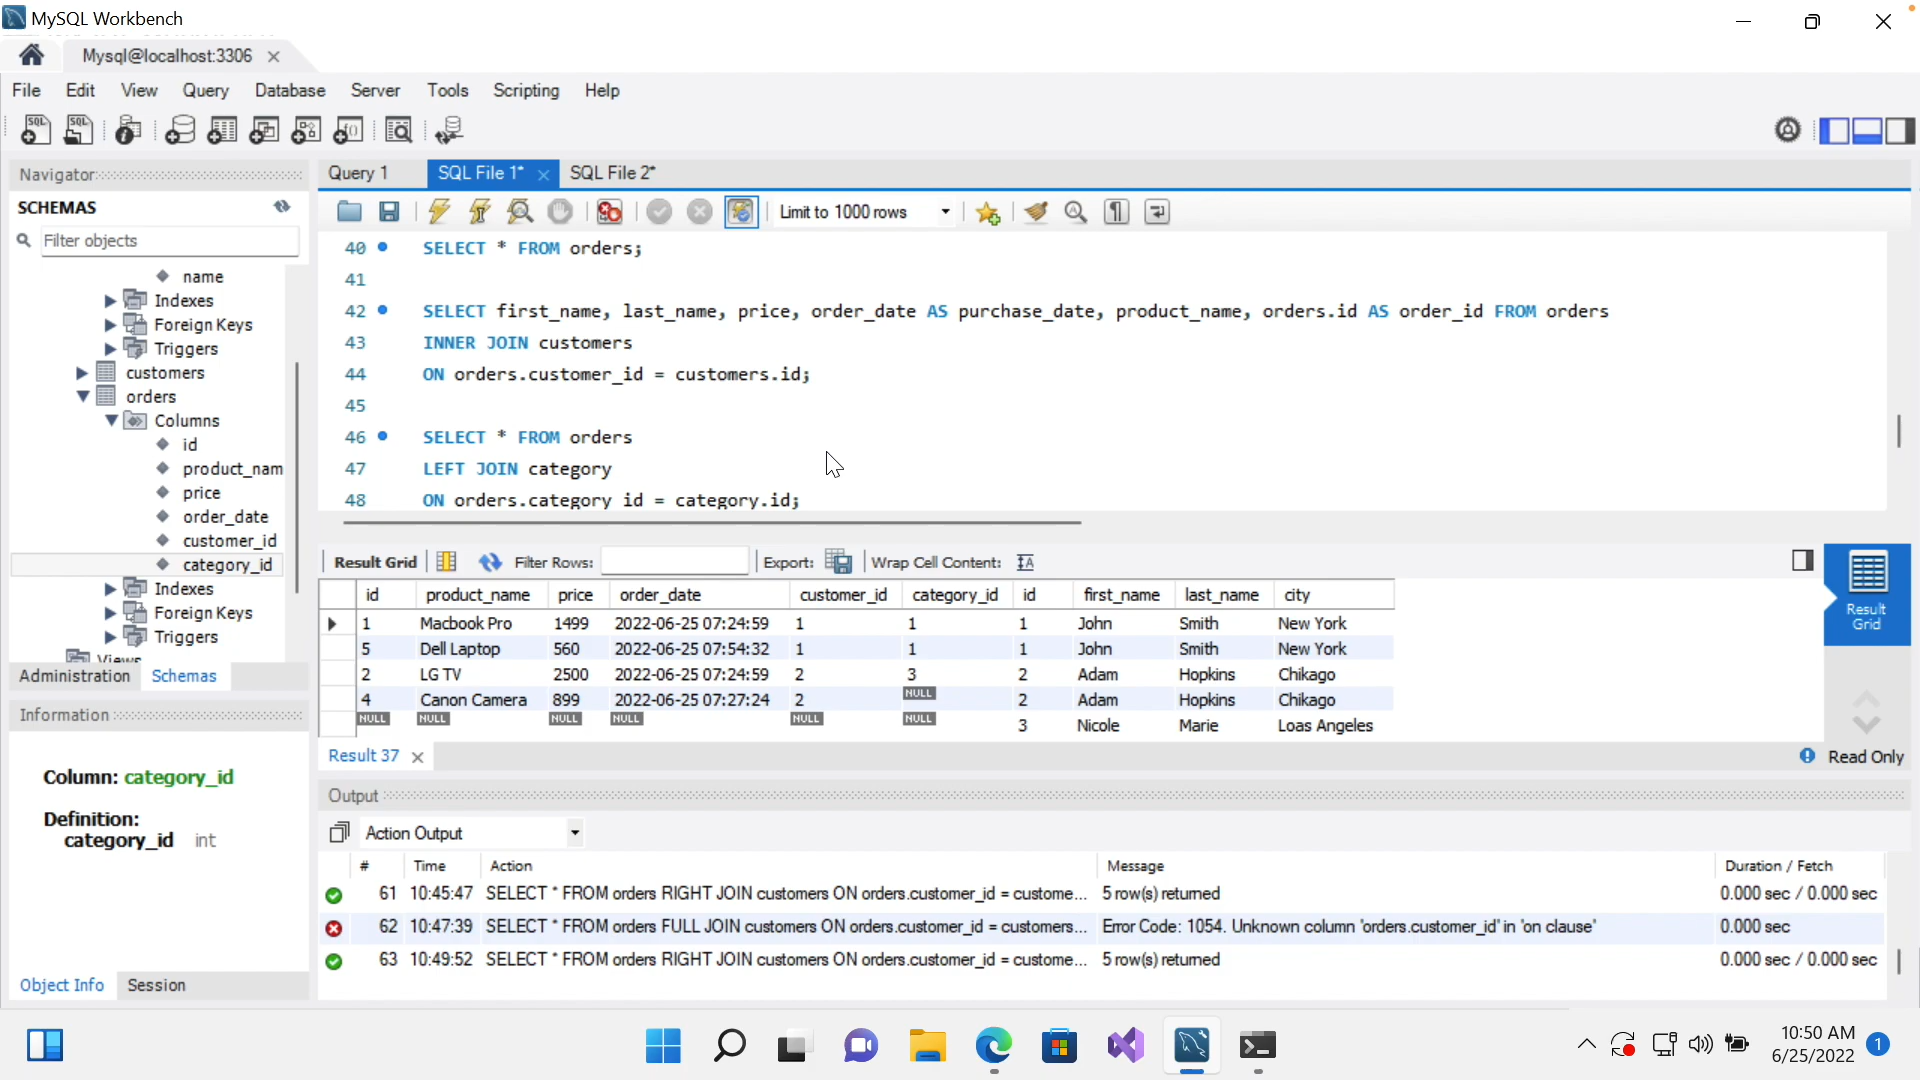 MySQL Workbench
Mysql@localhost:3306
File Edit View Query Database Server Tools Scripting Help
Navigator
Query 1 SQL File 1* SQL File 2*
SCHEMAS
Filter objects
Limit to 1000 rows
name
Indexes
Foreign Keys
Triggers
customers
orders
Columns
id
product_nam
price
order_date
customer_id
category_id
Indexes
Foreign Keys
Triggers
Views
Administration Schemas
Information
Column: category_id
Definition:
category_id int
Object Info Session
40 SELECT * FROM orders;
41
42 SELECT first_name, last_name, price, order_date AS purchase_date, product_name, orders.id AS order_id FROM orders
43 INNER JOIN customers
44 ON orders.customer_id = customers.id;
45
46 SELECT * FROM orders
47 LEFT JOIN category
48 ON orders.category id = category.id;
Result Grid Filter Rows: Export: Wrap Cell Content:
id product_name price order_date customer_id category_id id first_name last_name city
1 Macbook Pro 1499 2022-06-25 07:24:59 1 1 1 John Smith New York
5 Dell Laptop 560 2022-06-25 07:54:32 1 1 1 John Smith New York
2 LG TV 2500 2022-06-25 07:24:59 2 3 2 Adam Hopkins Chikago
4 Canon Camera 899 2022-06-25 07:27:24 2 NULL 2 Adam Hopkins Chikago
NULL NULL NULL NULL NULL NULL 3 Nicole Marie Loas Angeles
Result
Grid
Result 37
Read Only
Output
Action Output
# Time Action Message Duration / Fetch
61 10:45:47 SELECT * FROM orders RIGHT JOIN customers ON orders.customer_id = custome... 5 row(s) returned 0.000 sec / 0.000 sec
62 10:47:39 SELECT * FROM orders FULL JOIN customers ON orders.customer_id = customers... Error Code: 1054. Unknown column 'orders.customer_id' in 'on clause' 0.000 sec
63 10:49:52 SELECT * FROM orders RIGHT JOIN customers ON orders.customer_id = custome... 5 row(s) returned 0.000 sec / 0.000 sec
10:50 AM
6/25/2022
1